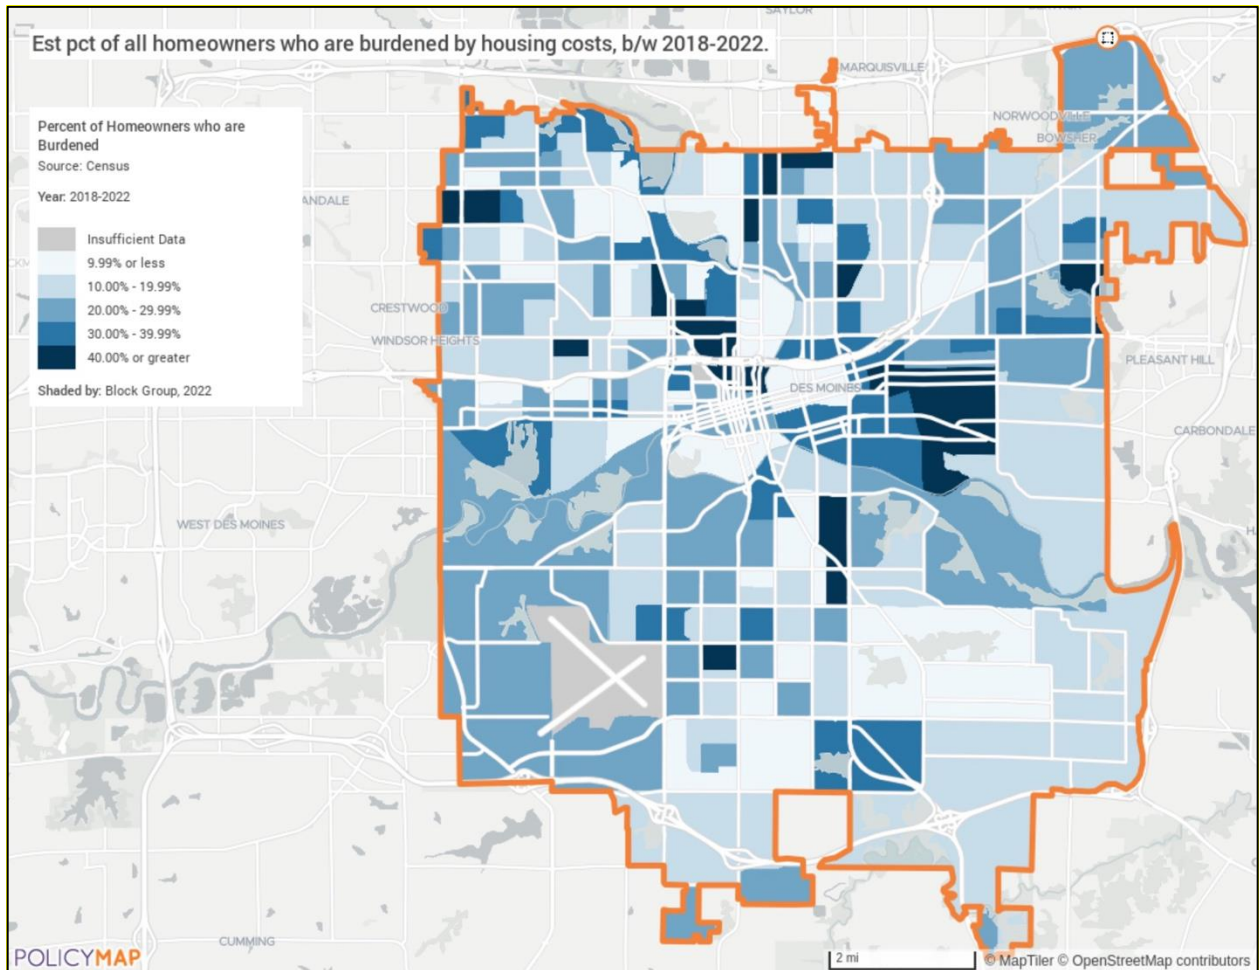 SAYLOR
Est pct of all homeowners who are burdened by housing costs, b/w 2018-2022.
MARQUISVILLE
Percent of Homeowners who are
Burdened
Source: Census
Year: 2018-2022
Insufficient Data
9.99% or less
10.00% - 19.99%
20.00% - 29.99%
30.00% - 39.99%
40.00% or greater
Shaded by: Block Group, 2022
NORWOODVILLE
BOWSHER
ANDALE
CRESTWOOD
WINDSOR HEIGHTS
PLEASANT HILL
DES MOINES
CARBONDALE
WEST DES MOINES
CUMMING
POLICYMAP
2 mi
© MapTiler © OpenStreetMap contributors